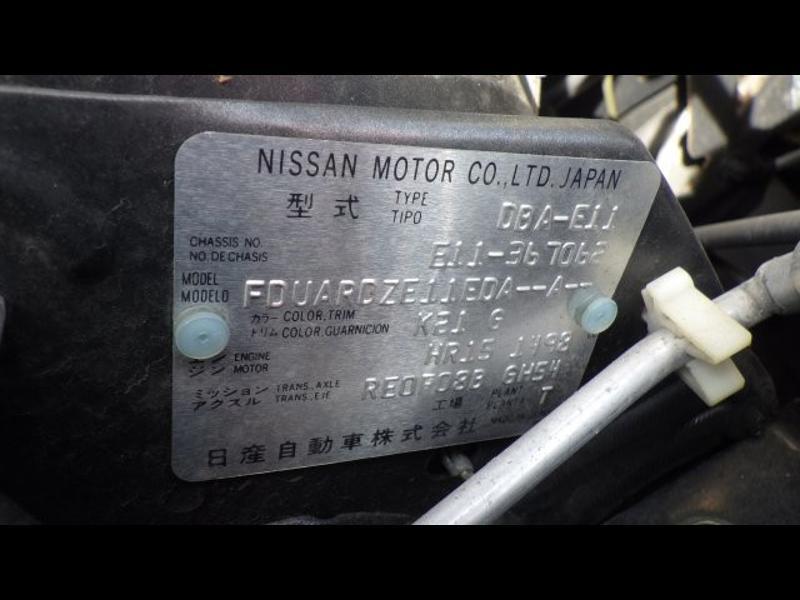 NISSAN MOTOR CO.,LTD. JAPAN
型式 TYPE TIPO DBA-E11
CHASSIS NO. NO. DE CHASIS E11-367062
MODEL MODELO FDUARDZE11EDA--A--
カラー COLOR, TRIM トリム COLOR, GUARNICION K21 G
エンジン ENGINE MOTOR HR15 1498
ミッション TRANS., AXLE アクスル TRANS., EJE RE0F08B GH54
工場 PLANT PLANTA T
日産自動車株式会社